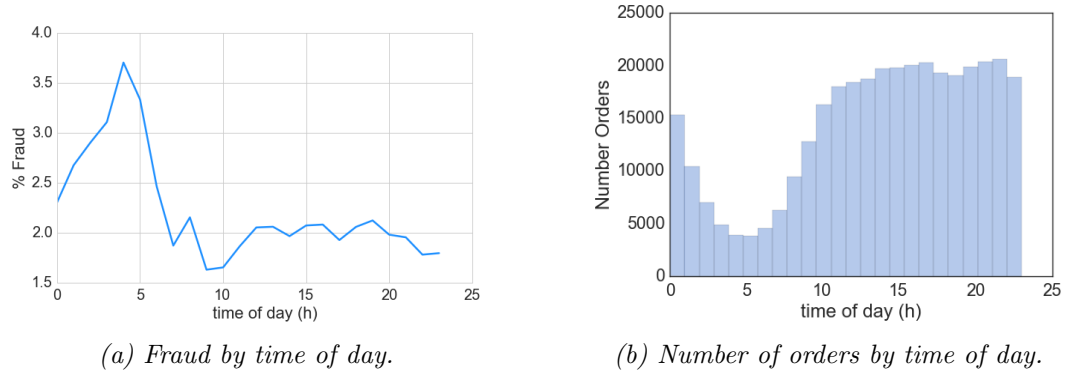 4.0
3.5
3.0
2.5
2.0
1.5
% Fraud
0 5 10 15 20 25
time of day (h)
(a) Fraud by time of day.
25000
20000
15000
10000
5000
0
Number Orders
0 5 10 15 20 25
time of day (h)
(b) Number of orders by time of day.